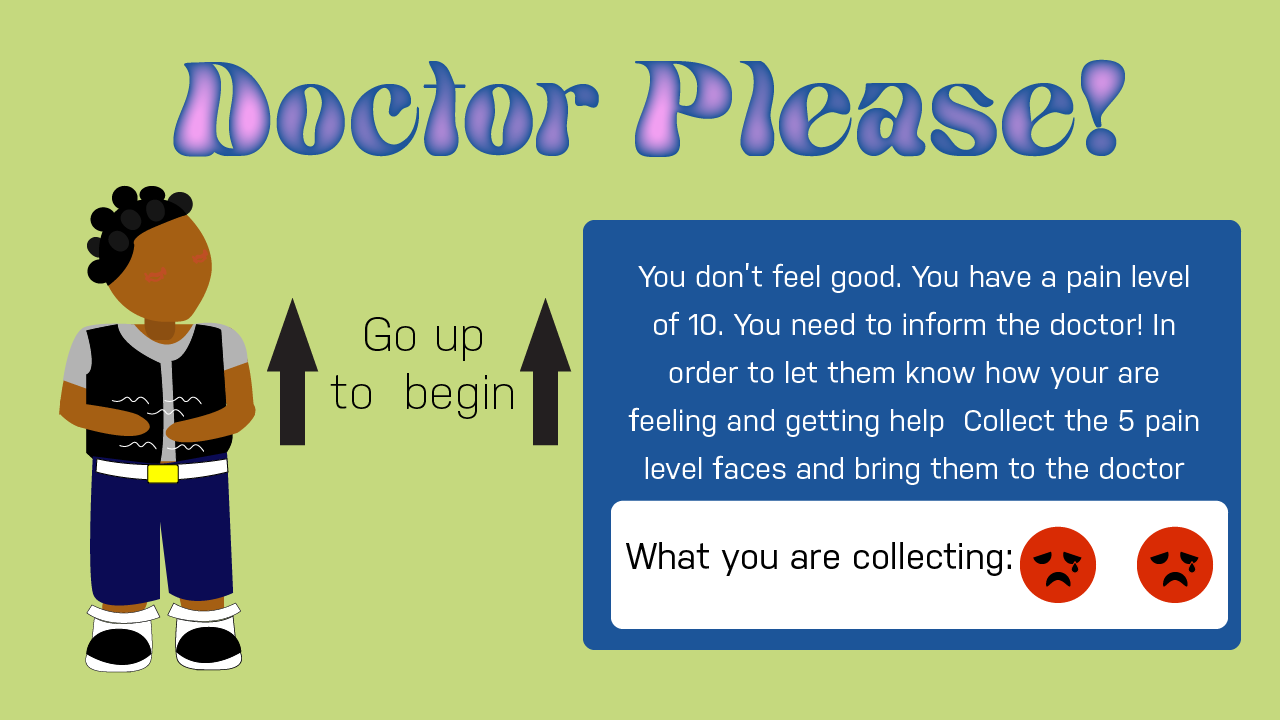 Doctor Please!
Go up
to begin
You don't feel good. You have a pain level
of 10. You need to inform the doctor! In
order to let them know how your are
feeling and getting help Collect the 5 pain
level faces and bring them to the doctor
What you are collecting: